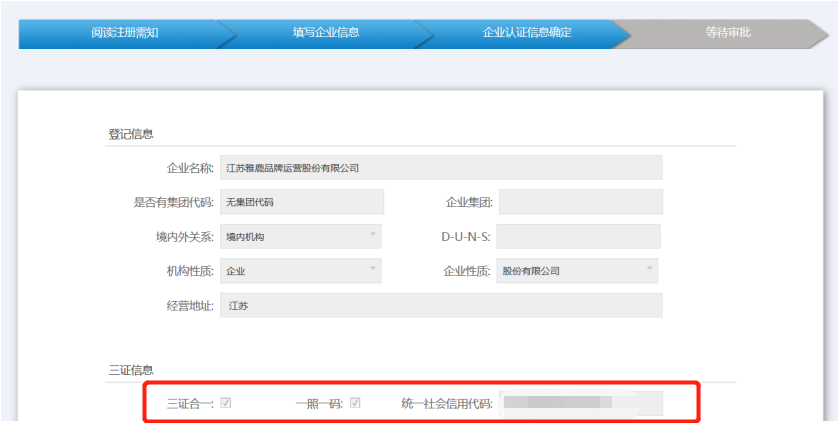 阅读注册需知 填写企业信息 企业认证信息确定 等待审批
登记信息
企业名称: 江苏雅鹿品牌运营股份有限公司
是否有集团代码: 无集团代码 企业集团:
境内外关系: 境内机构 D-U-N-S:
机构性质: 企业 企业性质: 股份有限公司
经营地址: 江苏
三证信息
三证合一: 一照一码: 统一社会信用代码: